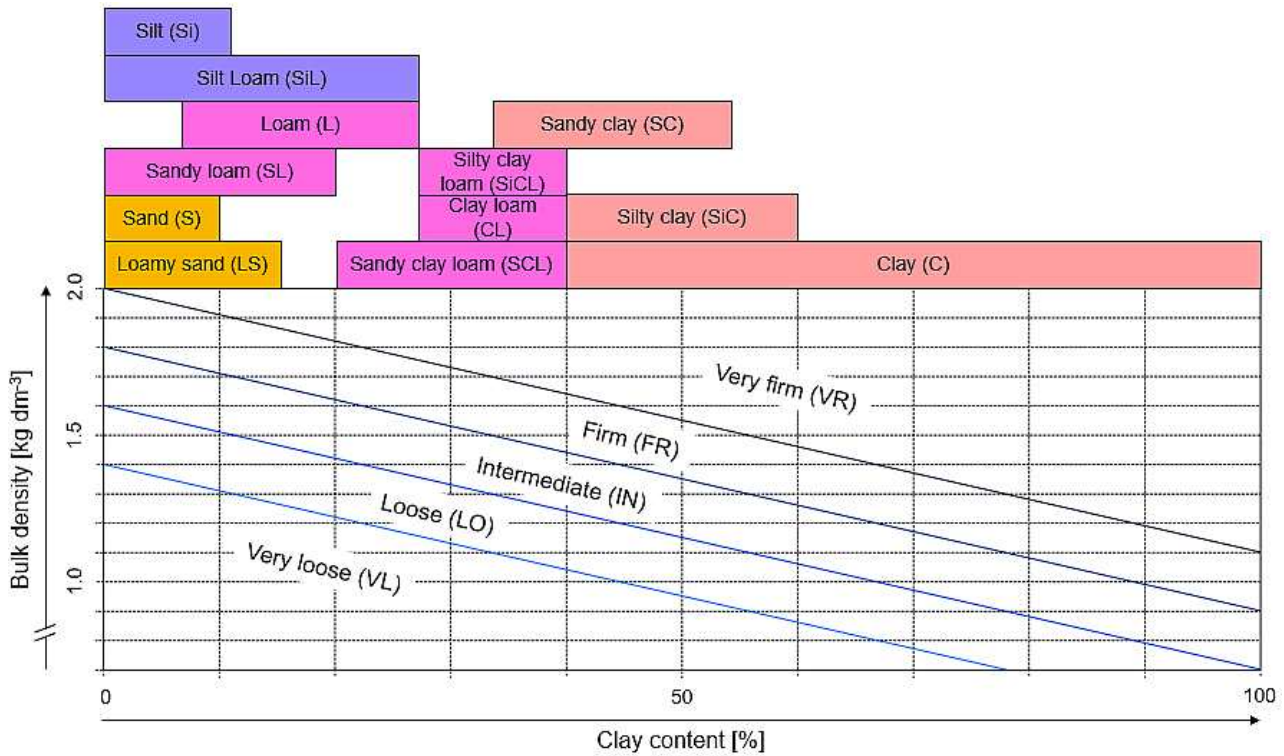 Silt (Si)
Silt Loam (SiL)
Loam (L)
Sandy clay (SC)
Sandy loam (SL)
Silty clay
loam (SiCL)
Sand (S)
Clay loam
(CL)
Silty clay (SiC)
Loamy sand (LS)
Sandy clay loam (SCL)
Clay (C)
2.0
Very firm (VR)
Firm (FR)
1.5
Intermediate (IN)
Loose (LO)
Very loose (VL)
1.0
Bulk density [kg dm-3]
0
50
100
Clay content [%]